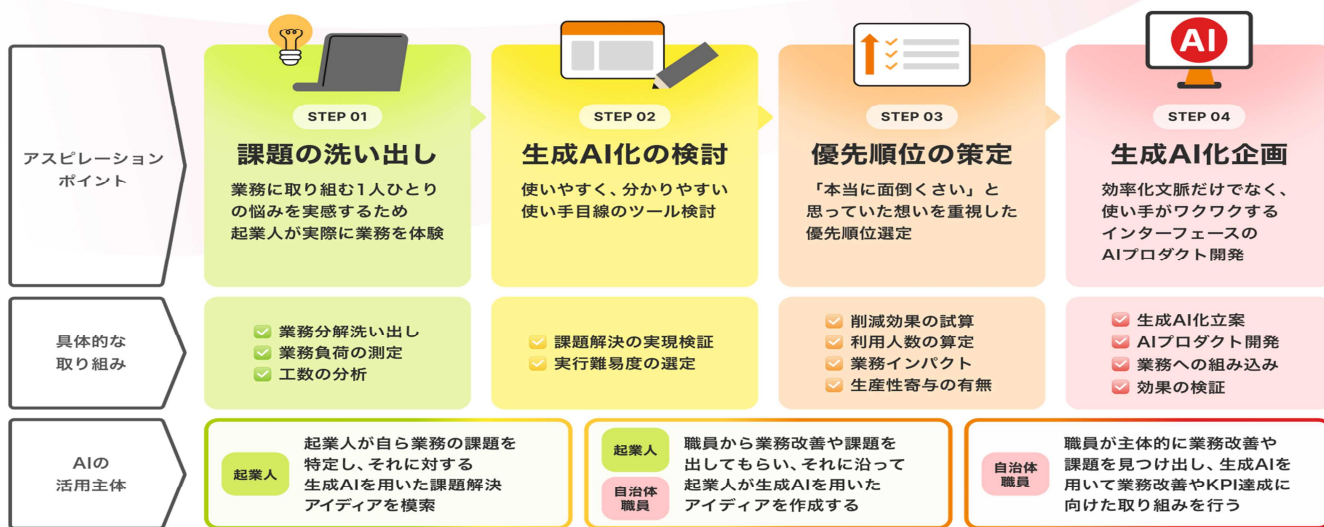 AI
アスピレーション
ポイント
STEP 01
課題の洗い出し
業務に取り組む1人ひとり
の悩みを実感するため
起業人が実際に業務を体験
STEP 02
生成AI化の検討
使いやすく、分かりやすい
使い手目線のツール検討
STEP 03
優先順位の策定
「本当に面倒くさい」と
思っていた想いを重視した
優先順位選定
STEP 04
生成AI化企画
効率化文脈だけでなく、
使い手がワクワクする
インターフェースの
AIプロダクト開発
具体的な
取り組み
業務分解洗い出し
業務負荷の測定
工数の分析
課題解決の実現検証
実行難易度の選定
削減効果の試算
利用人数の算定
業務インパクト
生産性寄与の有無
生成AI化立案
AIプロダクト開発
業務への組み込み
効果の検証
AIの
活用主体
起業人
起業人が自ら業務の課題を
特定し、それに対する
生成AIを用いた課題解決
アイディアを模索
起業人
自治体
職員
職員から業務改善や課題を
出してもらい、それに沿って
起業人が生成AIを用いた
アイディアを作成する
自治体
職員
職員が主体的に業務改善や
課題を見つけ出し、生成AIを
用いて業務改善やKPI達成に
向けた取り組みを行う